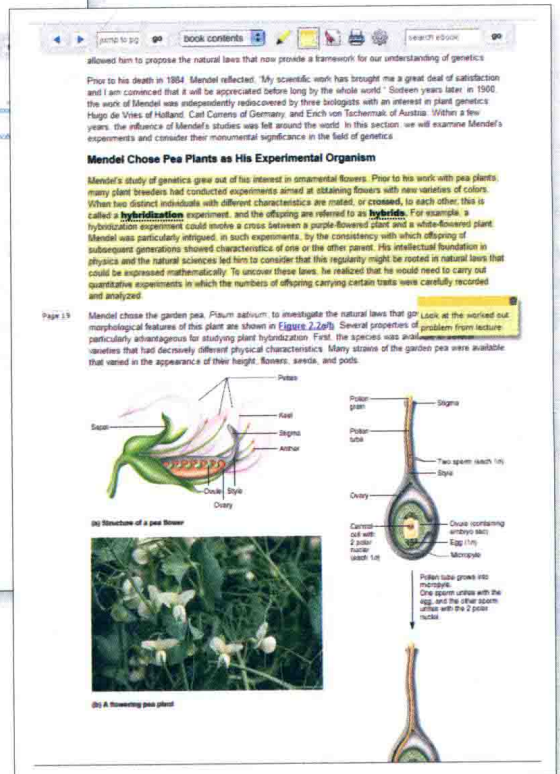 jump to pg
go
book contents
search ebook
go
allowed him to propose the natural laws that now provide a framework for our understanding of genetics
Prior to his death in 1884, Mendel reflected, "My scientific work has brought me a great deal of satisfaction
and I am convinced that it will be appreciated before long by the whole world." Sixteen years later, in 1900,
the work of Mendel was independently rediscovered by three biologists with an interest in plant genetics:
Hugo de Vries of Holland, Carl Correns of Germany, and Erich von Tschermak of Austria. Within a few
years, the influence of Mendel's studies was felt around the world. In this section, we will examine Mendel's
experiments and consider their monumental significance in the field of genetics.
Mendel Chose Pea Plants as His Experimental Organism
Mendel's study of genetics grew out of his interest in ornamental flowers. Prior to his work with pea plants,
many plant breeders had conducted experiments aimed at obtaining flowers with new varieties of colors.
When two distinct individuals with different characteristics are mated, or crossed, to each other, this is
called a hybridization experiment, and the offspring are referred to as hybrids. For example, a
hybridization experiment could involve a cross between a purple-flowered plant and a white-flowered plant.
Mendel was particularly intrigued, in such experiments, by the consistency with which offspring of
subsequent generations showed characteristics of one or the other parent. His intellectual foundation in
physics and the natural sciences led him to consider that this regularity might be rooted in natural laws that
could be expressed mathematically. To uncover these laws, he realized that he would need to carry out
quantitative experiments in which the numbers of offspring carrying certain traits were carefully recorded
and analyzed.
Page 19
Mendel chose the garden pea, Pisum sativum, to investigate the natural laws that
Look at the worked out
problem from lecture
morphological features of this plant are shown in Figure 2.2a/b. Several properties of
particularly advantageous for studying plant hybridization. First, the species was
varieties that had decisively different physical characteristics. Many strains of the garden pea were available
that varied in the appearance of their height, flowers, seeds, and pods.
Petals
Sepal
Keel
Stigma
Anther
Ovule
Style
Ovary
(a) Structure of a pea flower
(b) A flowering pea plant
Pollen
grain
Stigma
Pollen
tube
Two sperm (each 1n)
Style
Ovary
Central
cell with
2 polar
nuclei
(each 1n)
Ovule (containing
embryo sac)
Egg (1n)
Micropyle
Pollen tube grows into
micropyle.
One sperm unites with the
egg, and the other sperm
unites with the 2 polar
nuclei.